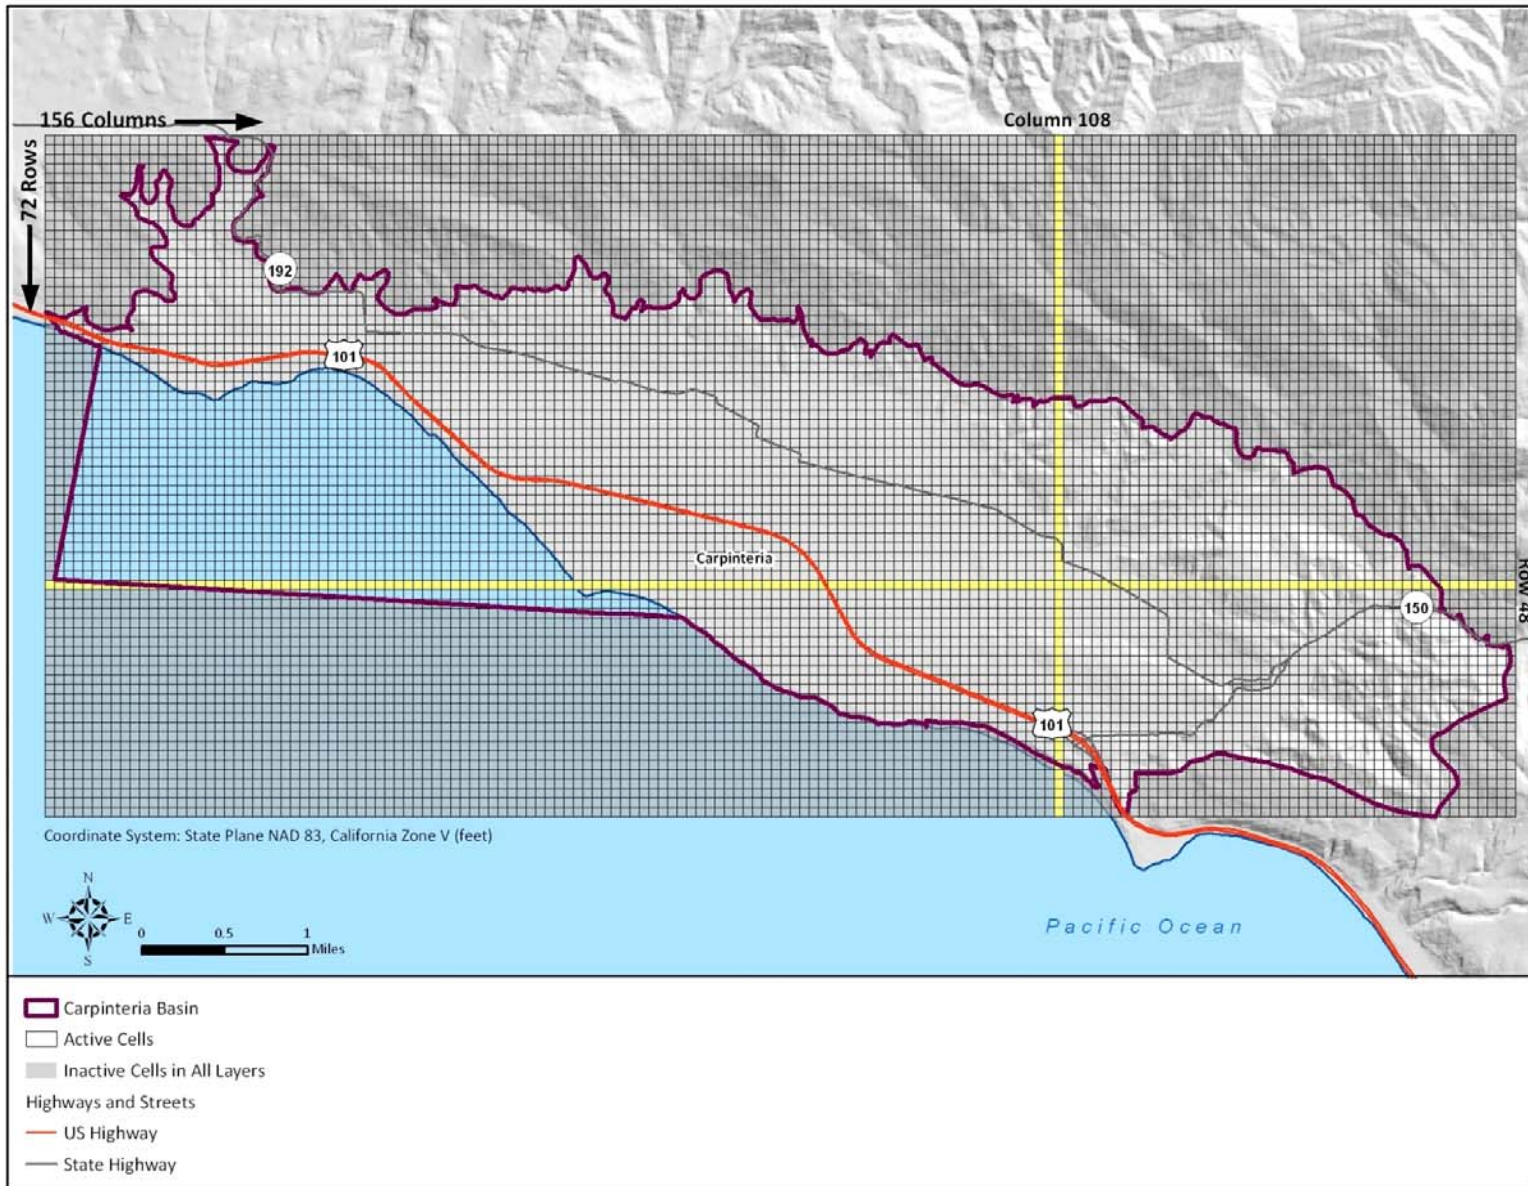 156 Columns
Column 108
72 Rows
192
101
Carpinteria
Row 48
150
101
Coordinate System: State Plane NAD 83, California Zone V (feet)
N
W E
S
0 0.5 1
Miles
Pacific Ocean
Carpinteria Basin
Active Cells
Inactive Cells in All Layers
Highways and Streets
US Highway
State Highway